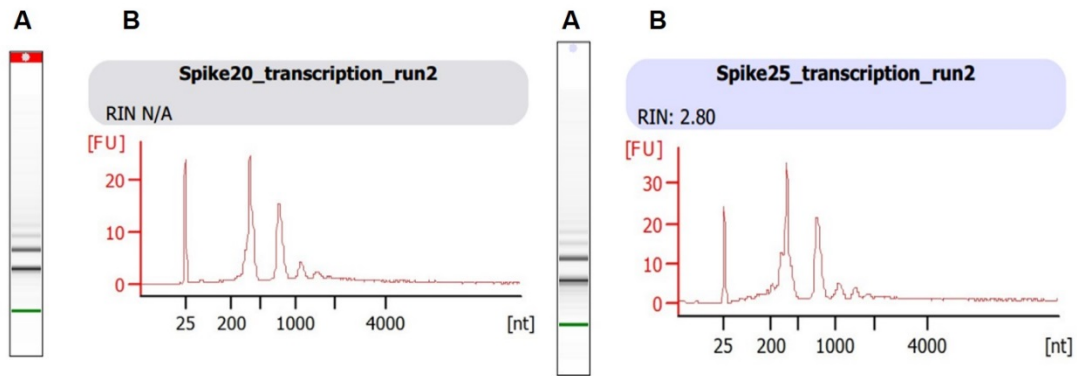 A B
Spike20_transcription_run2
RIN N/A
[FU]
20
10
0
25 200 1000 4000 [nt]
A B
Spike25_transcription_run2
RIN: 2.80
[FU]
30
20
10
0
25 200 1000 4000 [nt]